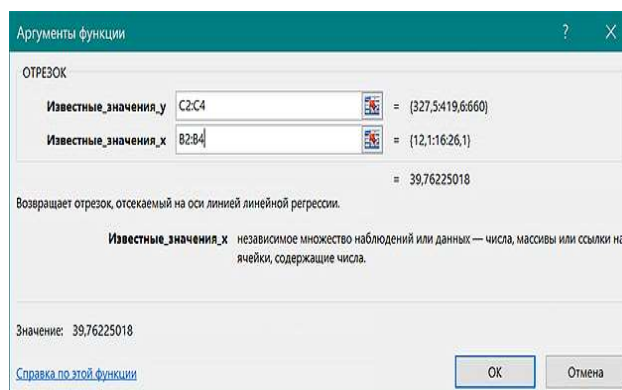 Аргументы функции ? X
ОТРЕЗОК
Известные_значения_y C2:C4 = {327,5:419,6:660}
Известные_значения_x B2:B4 = {12,1:16:26,1}
= 39,76225018
Возвращает отрезок, отсекаемый на оси линией линейной регрессии.
Известные_значения_x независимое множество наблюдений или данных — числа, массивы или ссылки на
ячейки, содержащие числа.
Значение: 39,76225018
Справка по этой функции ОК Отмена